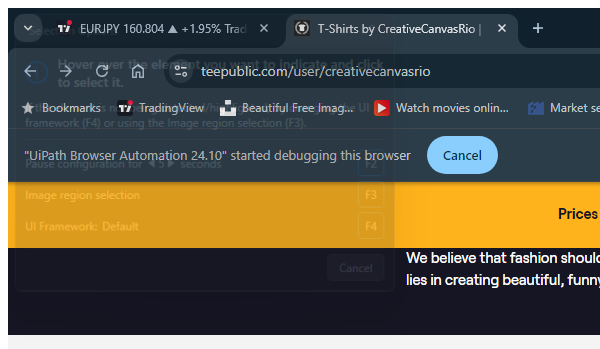 EURJPY 160.804 ▲ +1.95% Trad
T-Shirts by CreativeCanvasRio |
Selection Options
Hover over the element you want to indicate and click
to select it.
teepublic.com/user/creativecanvasrio
Bookmarks
TradingView
Beautiful Free Imag...
Watch movies onlin...
Market se
framework (F4) or using the Image region selection (F3).
"UiPath Browser Automation 24.10" started debugging this browser
Cancel
Pause configuration for ◀ 5 ▶ seconds
F2
Image region selection
F3
Prices
UI Framework: Default
F4
We believe that fashion should
Cancel
lies in creating beautiful, funny